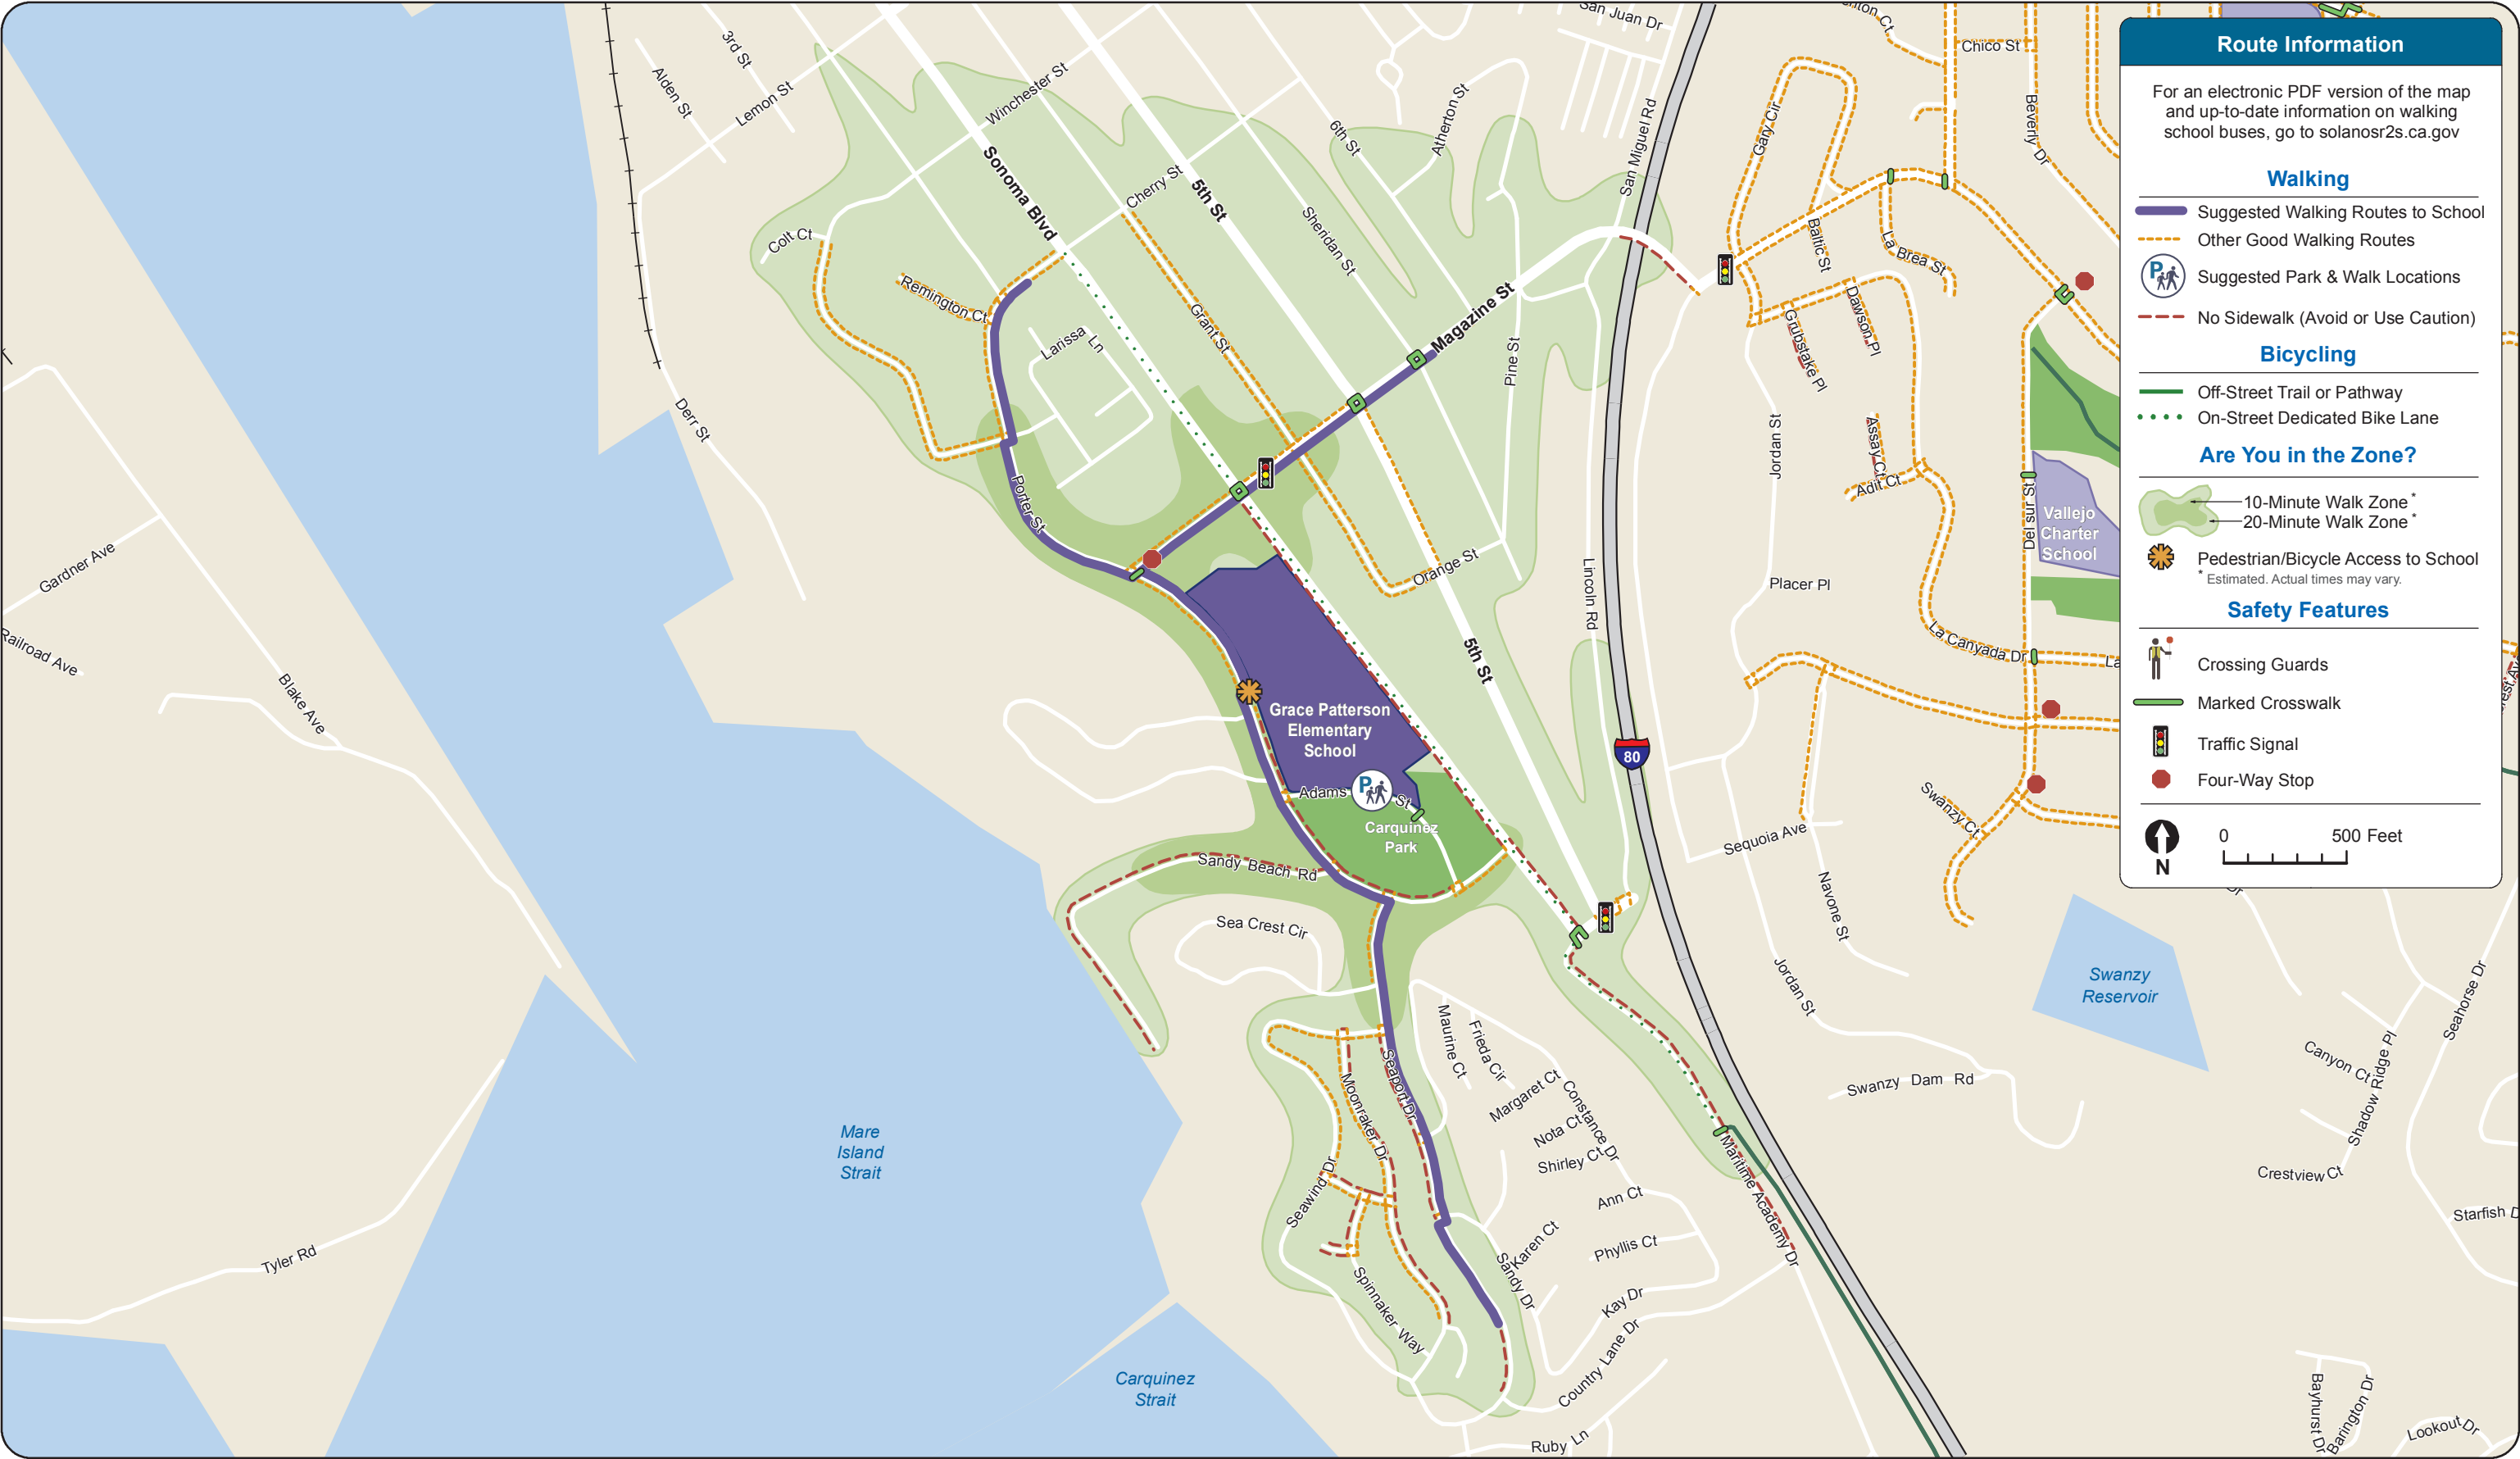 San Juan Dr
3rd St
Alden St
Lemon St
Winchester St
6th St
Atherton St
San Miguel Rd
Gary Cir
Chico St
Beverly Dr
Sonoma Blvd
Cherry St
5th St
Sheridan St
Colt Ct
Remington Ct
Larissa Ln
Grant St
Magazine St
Pine St
Baltic St
La Brea St
Dawson Pl
Grubstake Pl
Assay Ct
Adit Ct
Jordan St
Derr St
Porter St
Orange St
Lincoln Rd
Placer Pl
Del Sur St
Vallejo
Charter
School
La Canyada Dr
La
Gardner Ave
Railroad Ave
Blake Ave
5th St
80
Grace Patterson
Elementary
School
Adams St
P
Carquinez
Park
Sandy Beach Rd
Sea Crest Cir
Swanzy Ct
Sequoia Ave
Navone St
Jordan St
Swanzy
Reservoir
Swanzy Dam Rd
Maurine Ct
Frieda Cir
Margaret Ct
Constance Dr
Nota Ct
Shirley Ct
Ann Ct
Karen Ct
Phyllis Ct
Sandy Dr
Kay Dr
Country Lane Dr
Ruby Ln
Seaport Dr
Moonraker Dr
Seawind Dr
Spinnaker Way
Maritime Academy Dr
Mare
Island
Strait
Carquinez
Strait
Tyler Rd
Canyon Ct
Shadow Ridge Pl
Seahorse Dr
Crestview Ct
Starfish D
Bayhurst Dr
Barington Dr
Lookout Dr
Route Information
For an electronic PDF version of the map
and up-to-date information on walking
school buses, go to solanosr2s.ca.gov
Walking
Suggested Walking Routes to School
Other Good Walking Routes
P
Suggested Park & Walk Locations
No Sidewalk (Avoid or Use Caution)
Bicycling
Off-Street Trail or Pathway
On-Street Dedicated Bike Lane
Are You in the Zone?
10-Minute Walk Zone *
20-Minute Walk Zone *
Pedestrian/Bicycle Access to School
* Estimated. Actual times may vary.
Safety Features
Crossing Guards
Marked Crosswalk
Traffic Signal
Four-Way Stop
N
0 500 Feet